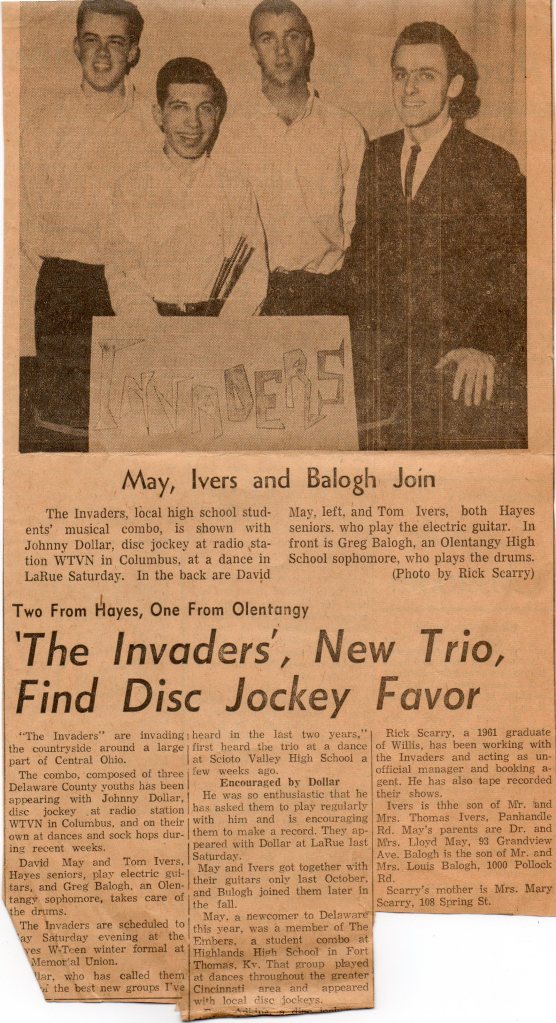 INVADERS
May, Ivers and Balogh Join
The Invaders, local high school stud-
ents' musical combo, is shown with
Johnny Dollar, disc jockey at radio sta-
tion WTVN in Columbus, at a dance in
LaRue Saturday. In the back are David
May, left, and Tom Ivers, both Hayes
seniors. who play the electric guitar. In
front is Greg Balogh, an Olentangy High
School sophomore, who plays the drums.
(Photo by Rick Scarry)
Two From Hayes, One From Olentangy
'The Invaders', New Trio,
Find Disc Jockey Favor
"The Invaders" are invading
the countryside around a large
part of Central Ohio.
The combo, composed of three
Delaware County youths has been
appearing with Johnny Dollar,
disc jockey at radio station
WTVN in Columbus, and on their
own at dances and sock hops dur-
ing recent weeks.
David May and Tom Ivers,
Hayes seniors, play electric gui-
tars, and Greg Balogh, an Olen-
tangy sophomore, takes care of
the drums.
The Invaders are scheduled to
ay Saturday evening at the
yes W-Teen winter formal at
Memorial Union.
llar, who has called them
of the best new groups I've
heard in the last two years,"
first heard the trio at a dance
at Scioto Valley High School a
few weeks ago.
Encouraged by Dollar
He was so enthusiastic that he
has asked them to play regularly
with him and is encouraging
them to make a record. They ap-
peared with Dollar at LaRue last
Saturday.
May and Ivers got together with
their guitars only last October,
and Bulogh joined them later in
the fall.
May, a newcomer to Delaware
this year, was a member of The
Embers, a student combo at
Highlands High School in Fort
Thomas, Ky. That group played
at dances throughout the greater
Cincinnati area and appeared
with local disc jockeys.
Rick Scarry, a 1961 graduate
of Willis, has been working with
the Invaders and acting as un-
official manager and booking a-
gent. He has also tape recorded
their shows.
Ivers is thhe son of Mr. and
Mrs. Thomas Ivers, Panhandle
Rd. May's parents are Dr. and
Mrs. Lloyd May, 93 Grandview
Ave. Balogh is the son of Mr. and
Mrs. Louis Balogh, 1000 Pollock
Rd.
Scarry's mother is Mrs. Mary
Scarry, 108 Spring St.